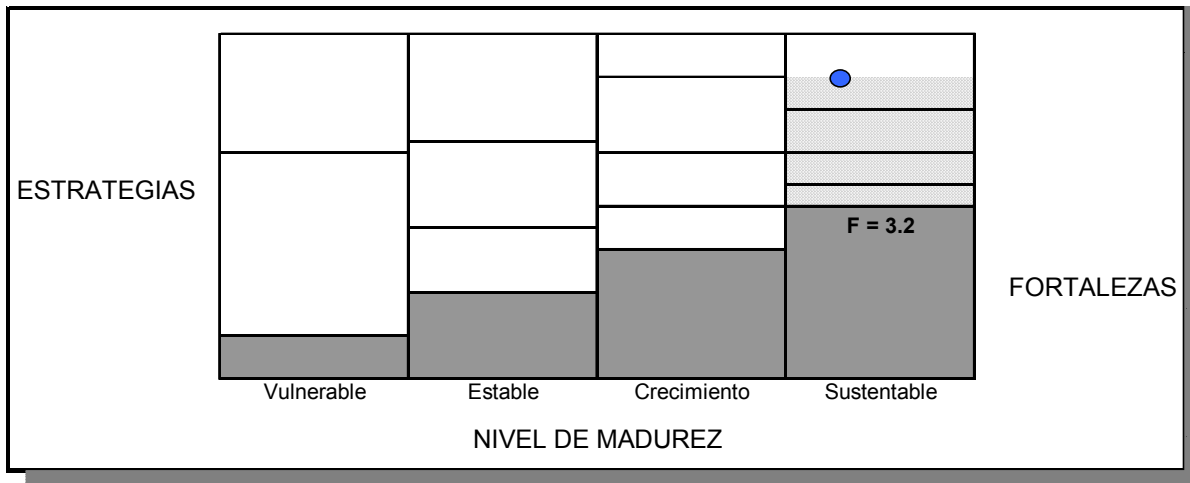 ESTRATEGIAS
F = 3.2
FORTALEZAS
Vulnerable
Estable
Crecimiento
Sustentable
NIVEL DE MADUREZ